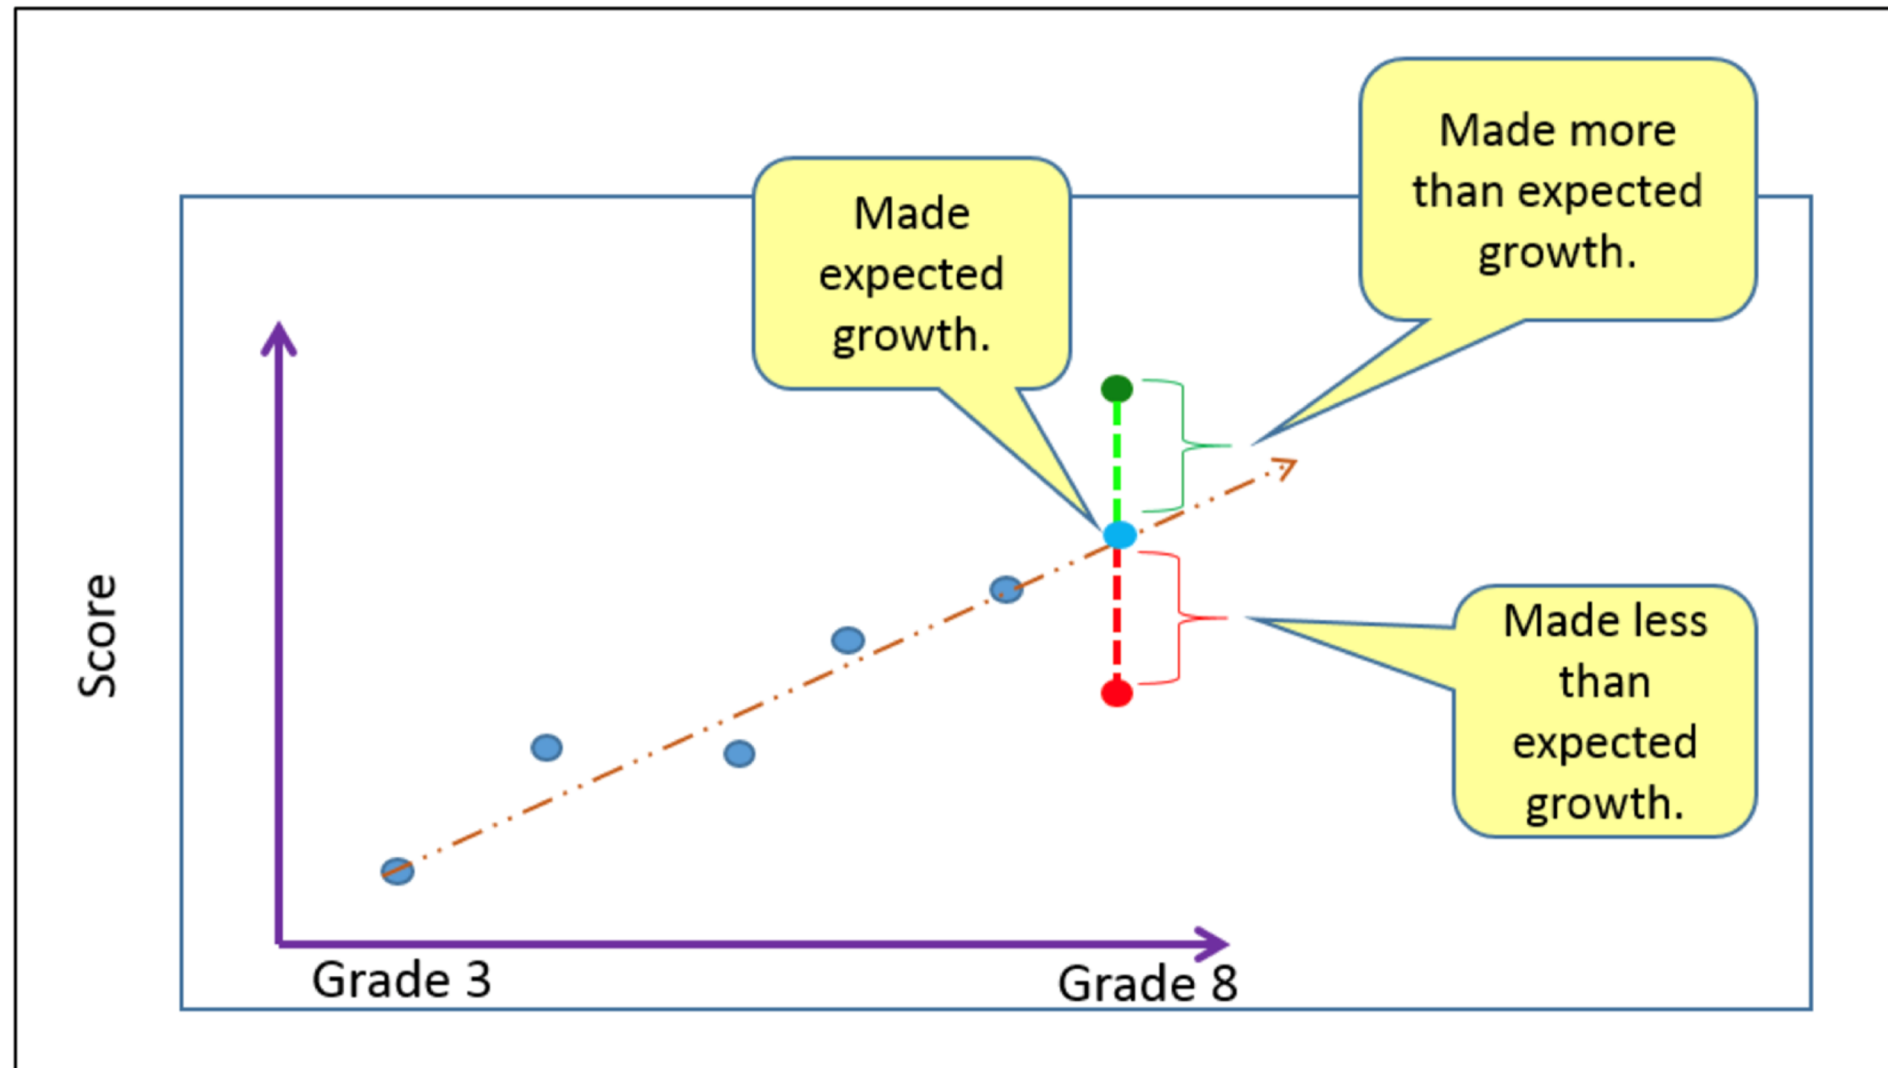 Made more
than expected
growth.
Made
expected
growth.
Score
Made less
than
expected
growth.
Grade 3
Grade 8